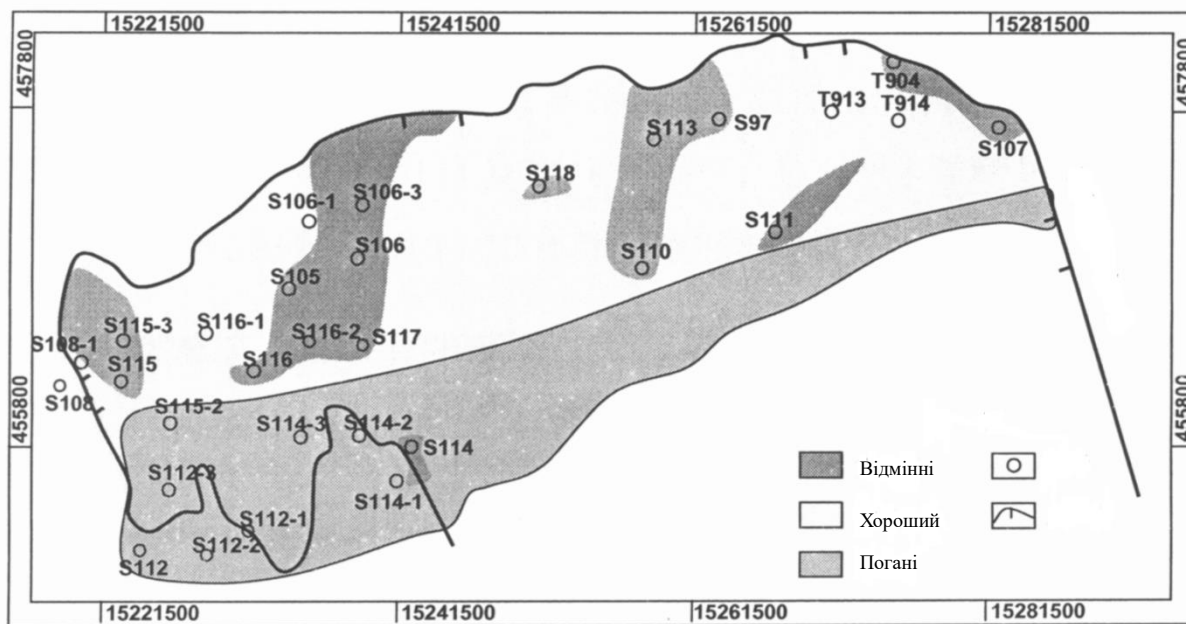 15221500 15241500 15261500 15281500
457800 457800
T904
T913 T914
S97
S113
S107
S118
S106-3
S106-1
S111
S106
S110
S105
S115-3 S116-1
S116-2 S117
S108-1
S116
S115
S108
S115-2
S114-3 S114-2
455800 455800
S114
S112-3
S114-1
S112-1
S112-2
S112
Відмінні
Хороший
Погані
15221500 15241500 15261500 15281500